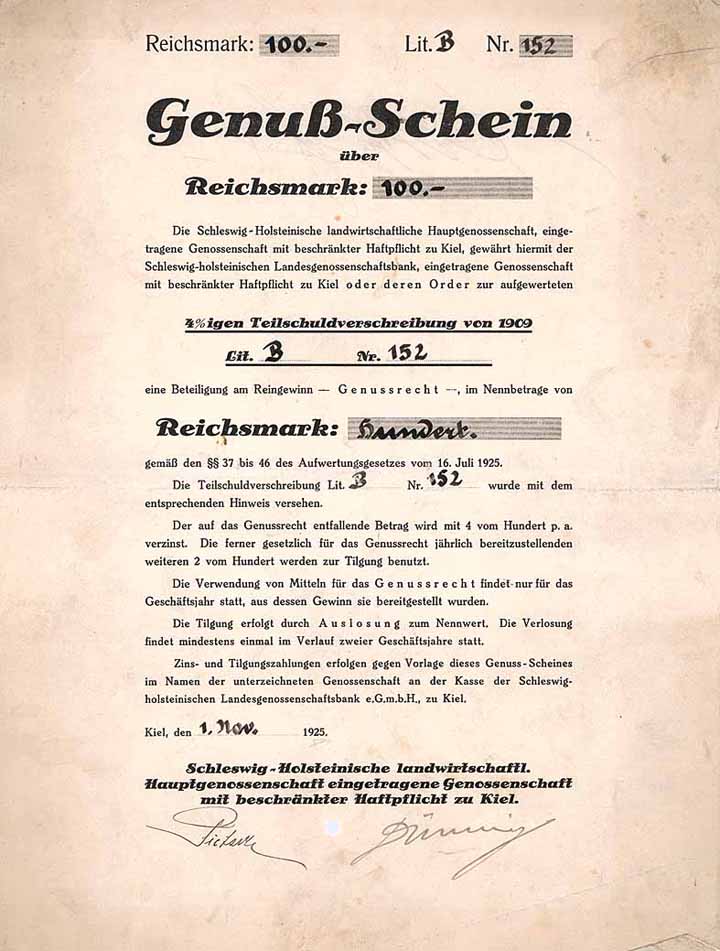 Reichsmark: 100.- Lit. B Nr. 152
Genuß-Schein
über
Reichsmark: 100.-
Die Schleswig-Holsteinische landwirtschaftliche Hauptgenossenschaft, einge-
tragene Genossenschaft mit beschränkter Haftpflicht zu Kiel, gewährt hiermit der
Schleswig-holsteinischen Landesgenossenschaftsbank, eingetragene Genossenschaft
mit beschränkter Haftpflicht zu Kiel oder deren Order zur aufgewerteten
4%igen Teilschuldverschreibung von 1909
Lit. B Nr. 152
eine Beteiligung am Reingewinn — Genussrecht —, im Nennbetrage von
Reichsmark: Hundert.
gemäß den §§ 37 bis 46 des Aufwertungsgesetzes vom 16. Juli 1925.
Die Teilschuldverschreibung Lit. B Nr. 152 wurde mit dem
entsprechenden Hinweis versehen.
Der auf das Genussrecht entfallende Betrag wird mit 4 vom Hundert p. a.
verzinst. Die ferner gesetzlich für das Genussrecht jährlich bereitzustellenden
weiteren 2 vom Hundert werden zur Tilgung benutzt.
Die Verwendung von Mitteln für das Genussrecht findet nur für das
Geschäftsjahr statt, aus dessen Gewinn sie bereitgestellt wurden.
Die Tilgung erfolgt durch Auslosung zum Nennwert. Die Verlosung
findet mindestens einmal im Verlauf zweier Geschäftsjahre statt.
Zins- und Tilgungszahlungen erfolgen gegen Vorlage dieses Genuss-Scheines
im Namen der unterzeichneten Genossenschaft an der Kasse der Schleswig-
holsteinischen Landesgenossenschaftsbank e.G.m.b.H., zu Kiel.
Kiel, den 1. Nov. 1925.
Schleswig-Holsteinische landwirtschaftl.
Hauptgenossenschaft eingetragene Genossenschaft
mit beschränkter Haftpflicht zu Kiel.